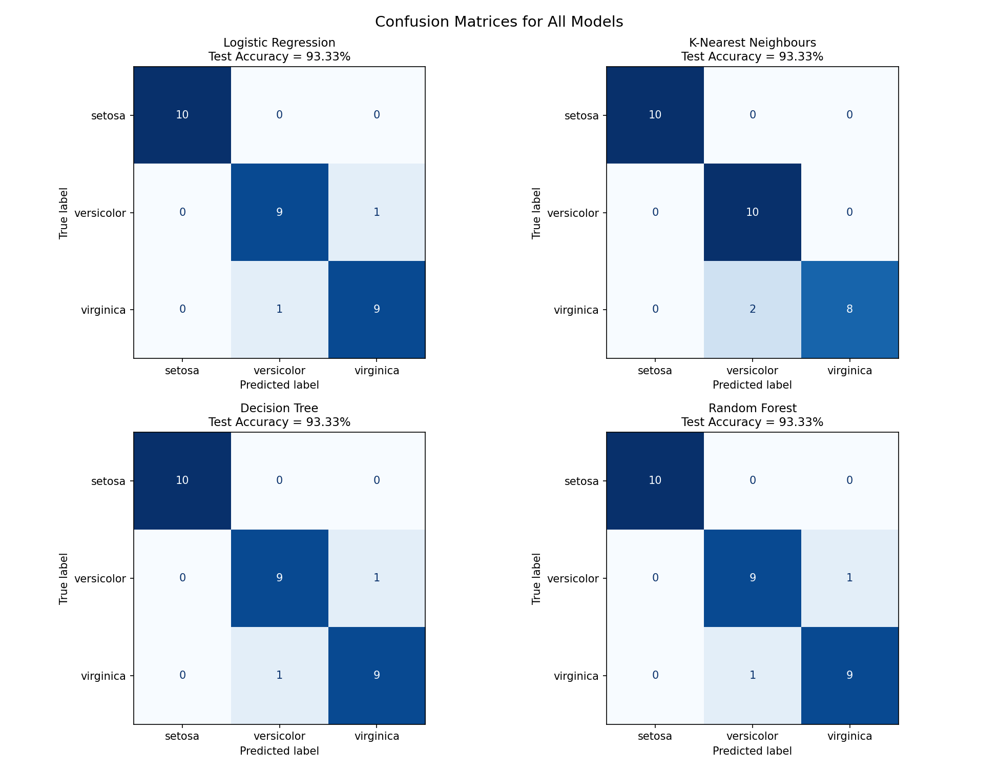 Confusion Matrices for All Models
Logistic Regression
Test Accuracy = 93.33%
setosa 10 0 0
versicolor 0 9 1
virginica 0 1 9
True label
setosa versicolor virginica
Predicted label
K-Nearest Neighbours
Test Accuracy = 93.33%
setosa 10 0 0
versicolor 0 10 0
virginica 0 2 8
True label
setosa versicolor virginica
Predicted label
Decision Tree
Test Accuracy = 93.33%
setosa 10 0 0
versicolor 0 9 1
virginica 0 1 9
True label
setosa versicolor virginica
Predicted label
Random Forest
Test Accuracy = 93.33%
setosa 10 0 0
versicolor 0 9 1
virginica 0 1 9
True label
setosa versicolor virginica
Predicted label